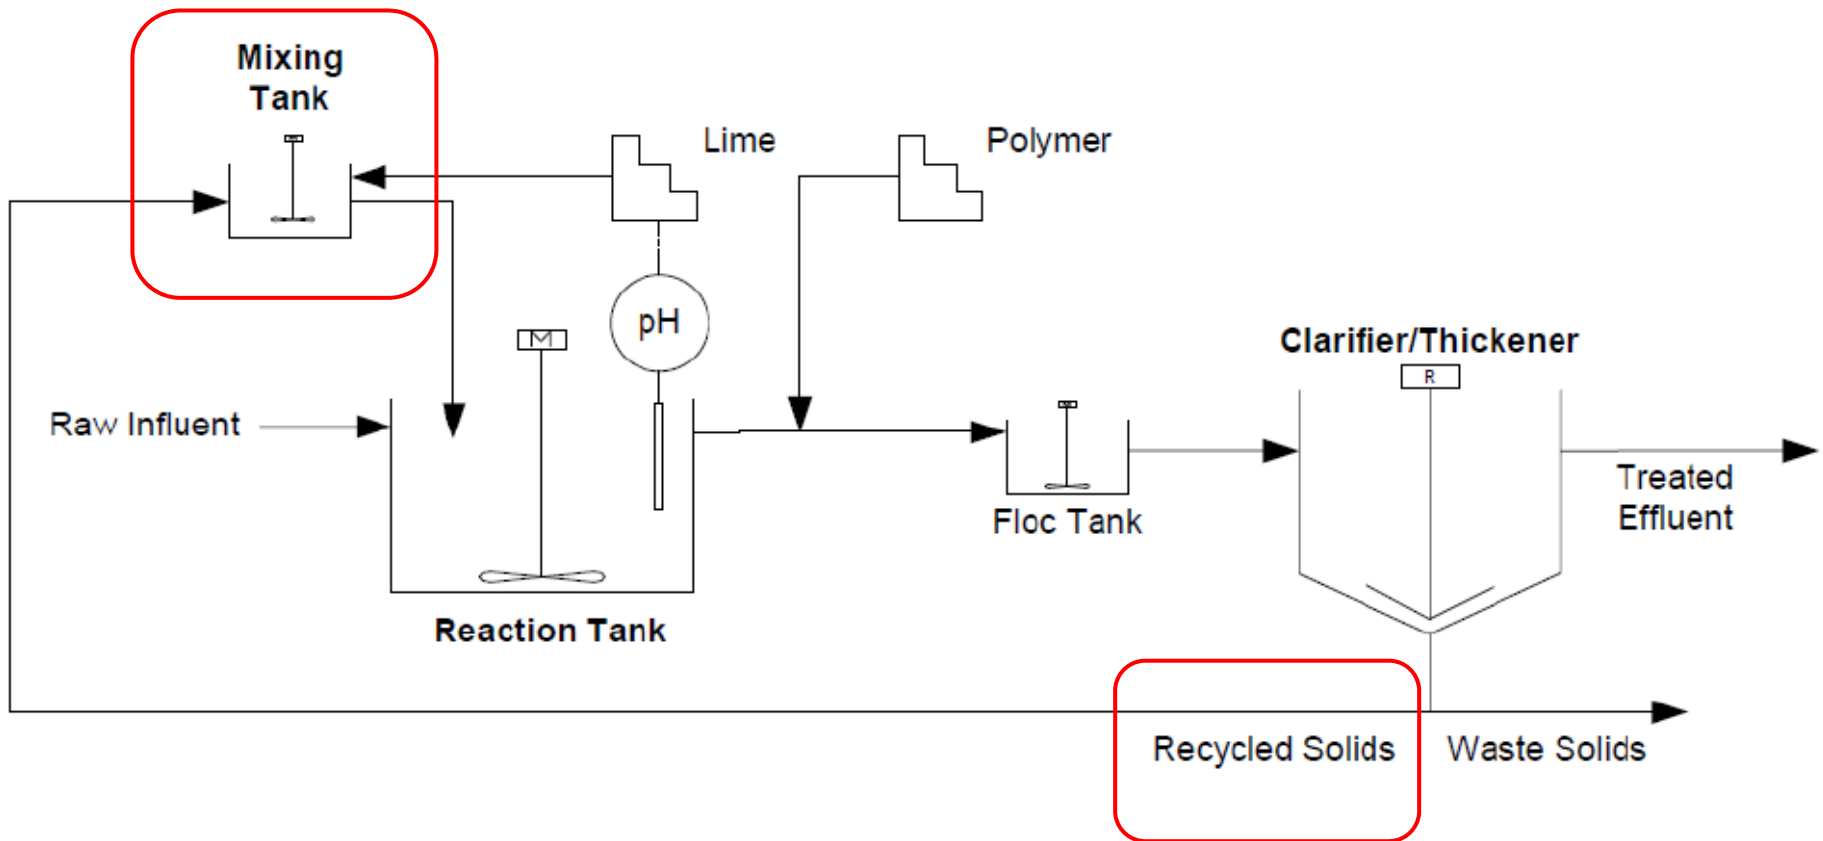 Mixing
Tank
Lime
Polymer
pH
M
Clarifier/Thickener
R
Raw Influent
Treated
Effluent
Floc Tank
Reaction Tank
Recycled Solids
Waste Solids